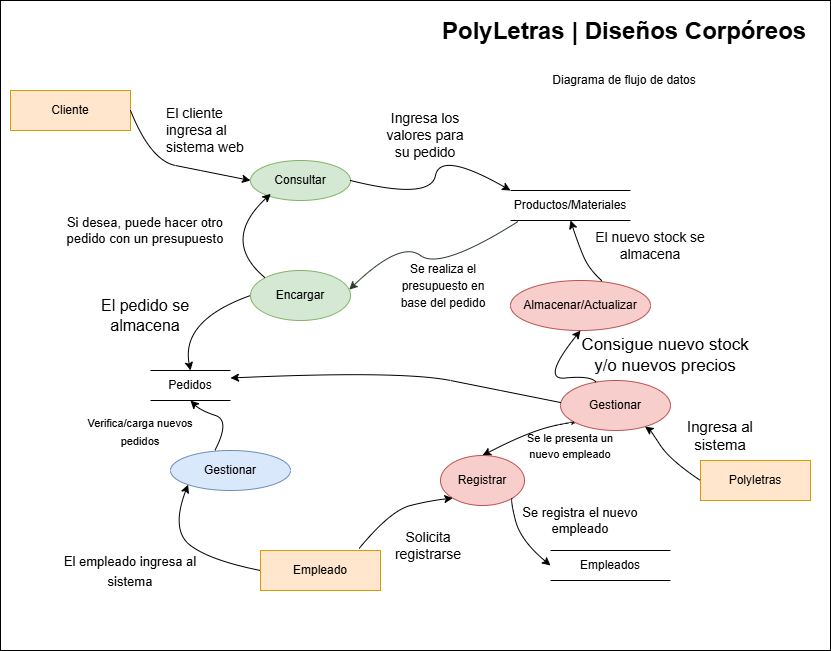 PolyLetras | Diseños Corpóreos
Diagrama de flujo de datos
Cliente
El cliente
ingresa al
sistema web
Ingresa los
valores para
su pedido
Consultar
Productos/Materiales
Si desea, puede hacer otro
pedido con un presupuesto
El nuevo stock se
almacena
Se realiza el
presupuesto en
base del pedido
Encargar
Almacenar/Actualizar
El pedido se
almacena
Consigue nuevo stock
y/o nuevos precios
Pedidos
Gestionar
Verifica/carga nuevos
pedidos
Ingresa al
sistema
Se le presenta un
nuevo empleado
Gestionar
Registrar
Polyletras
Se registra el nuevo
empleado
Solicita
registrarse
El empleado ingresa al
sistema
Empleado
Empleados